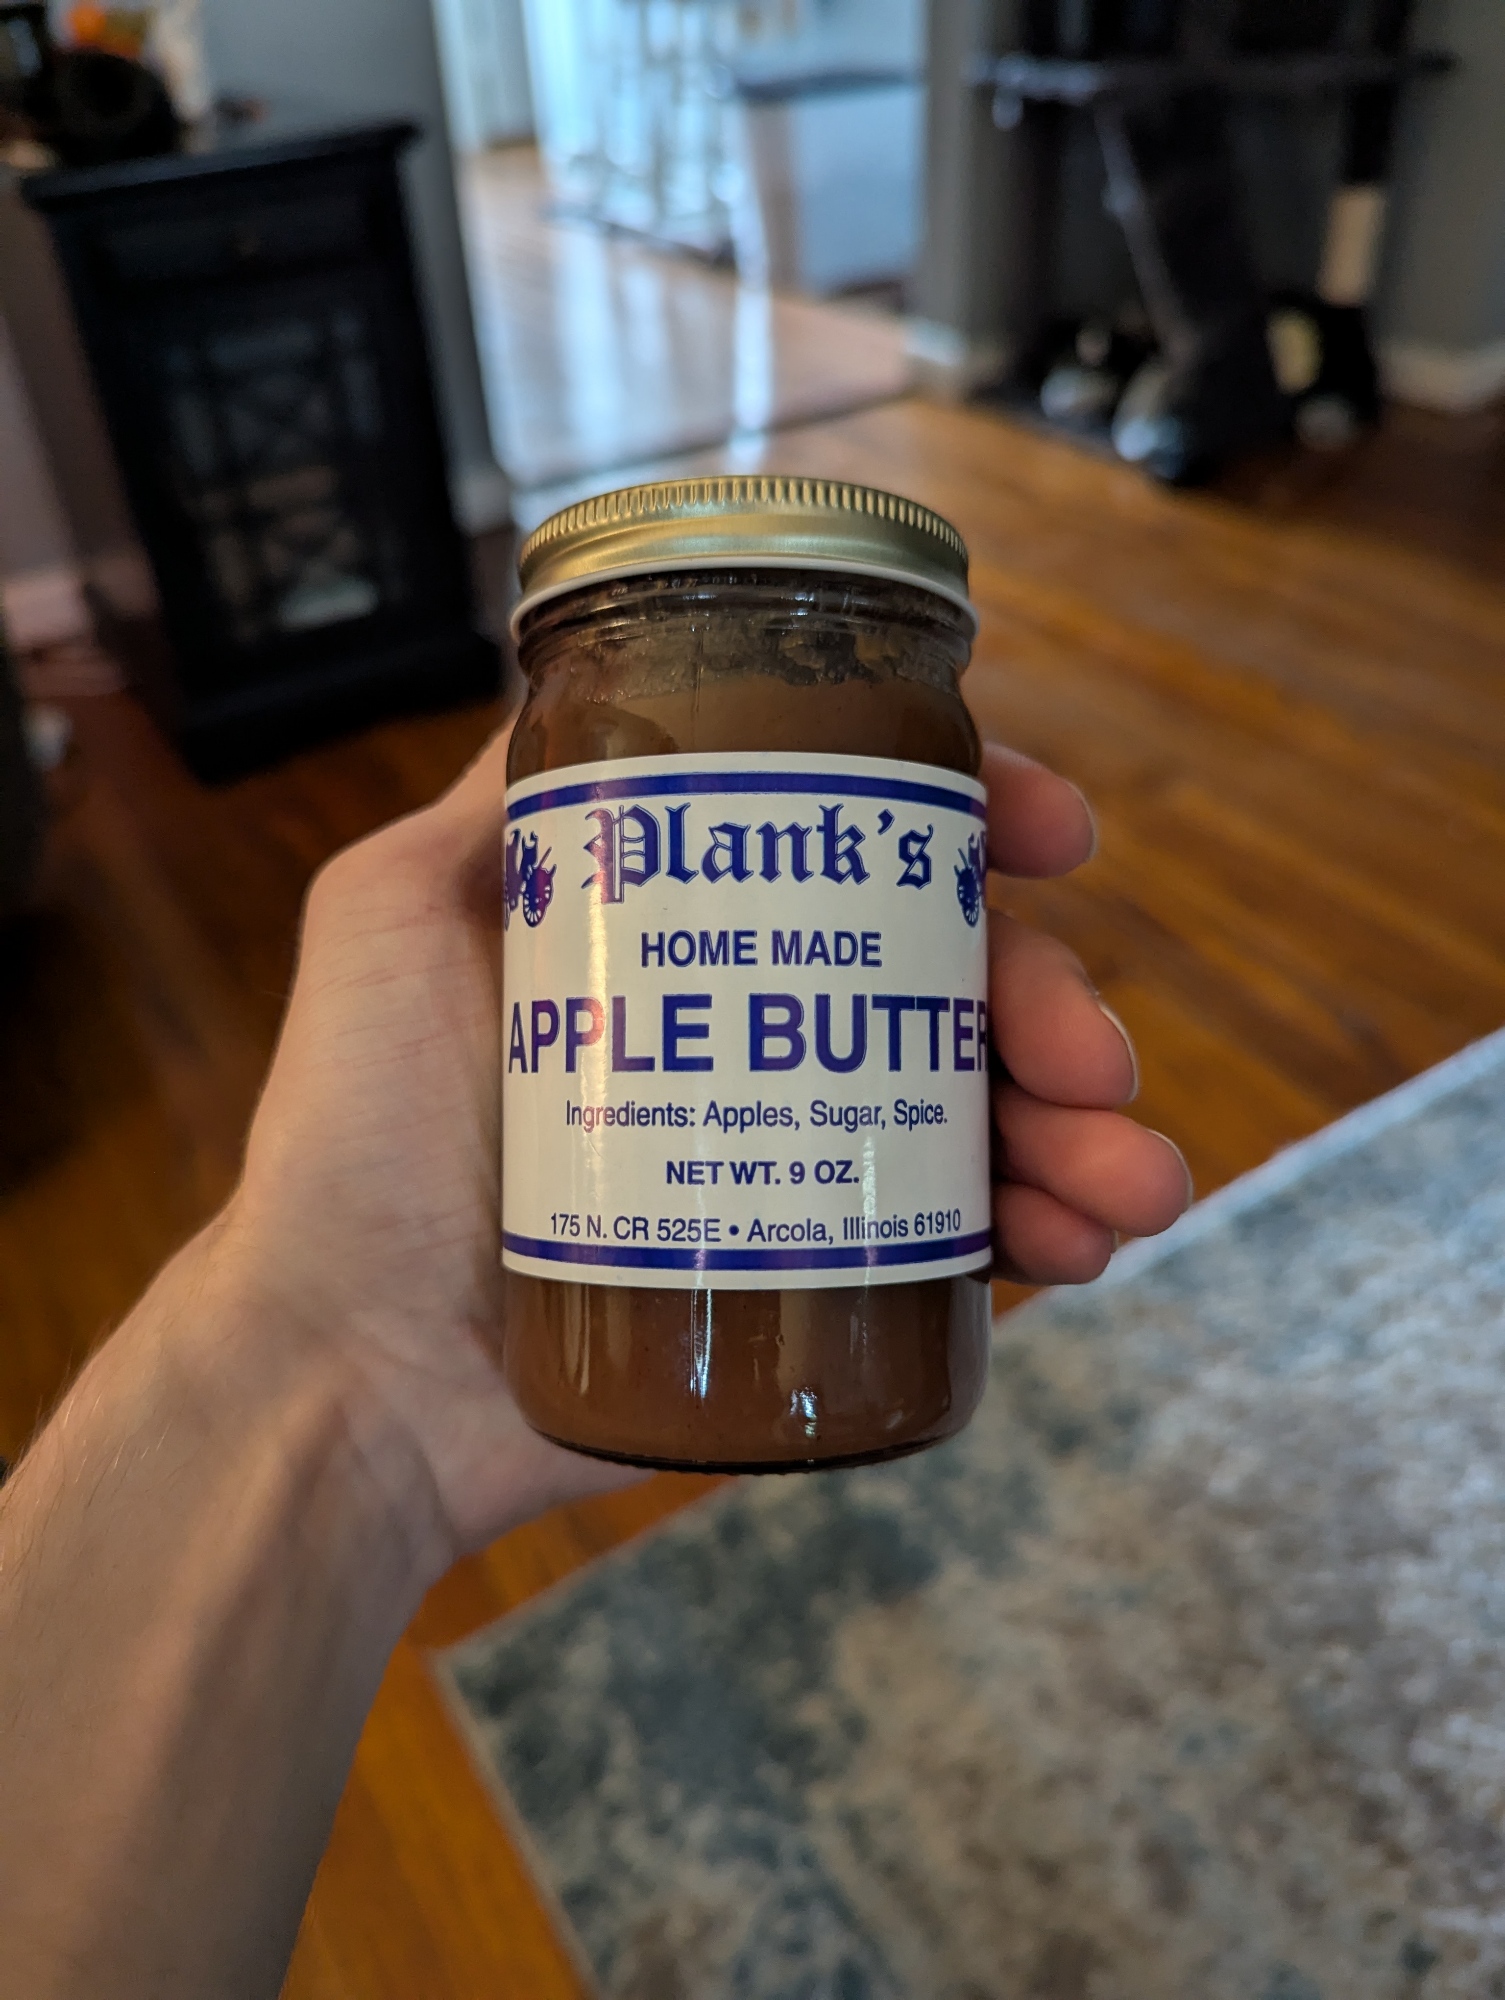 Plank's
HOME MADE
APPLE BUTTER
Ingredients: Apples, Sugar, Spice.
NET WT. 9 OZ.
175 N. CR 525E • Arcola, Illinois 61910